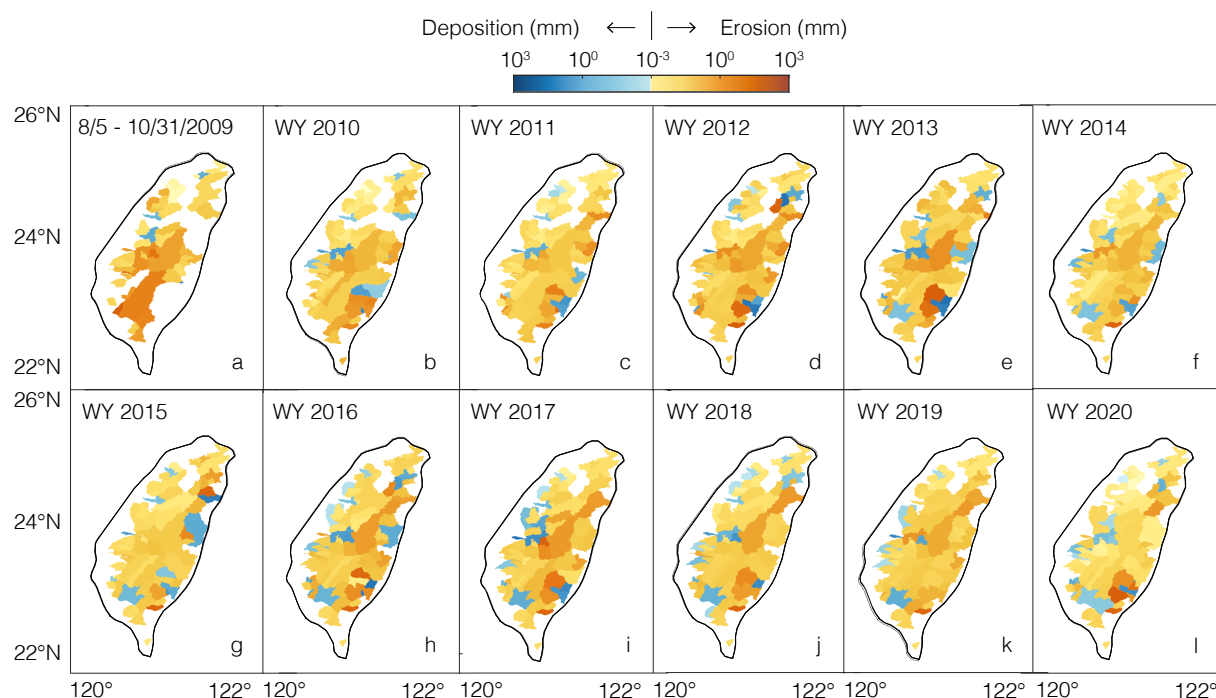 Deposition (mm) ← | → Erosion (mm)
10³ 10⁰ 10⁻³ 10⁰ 10³
26°N
8/5 - 10/31/2009 WY 2010 WY 2011 WY 2012 WY 2013 WY 2014
24°N
22°N
a b c d e f
26°N
WY 2015 WY 2016 WY 2017 WY 2018 WY 2019 WY 2020
24°N
22°N
g h i j k l
120° 122° 120° 122° 120° 122° 120° 122° 120° 122° 120° 122°